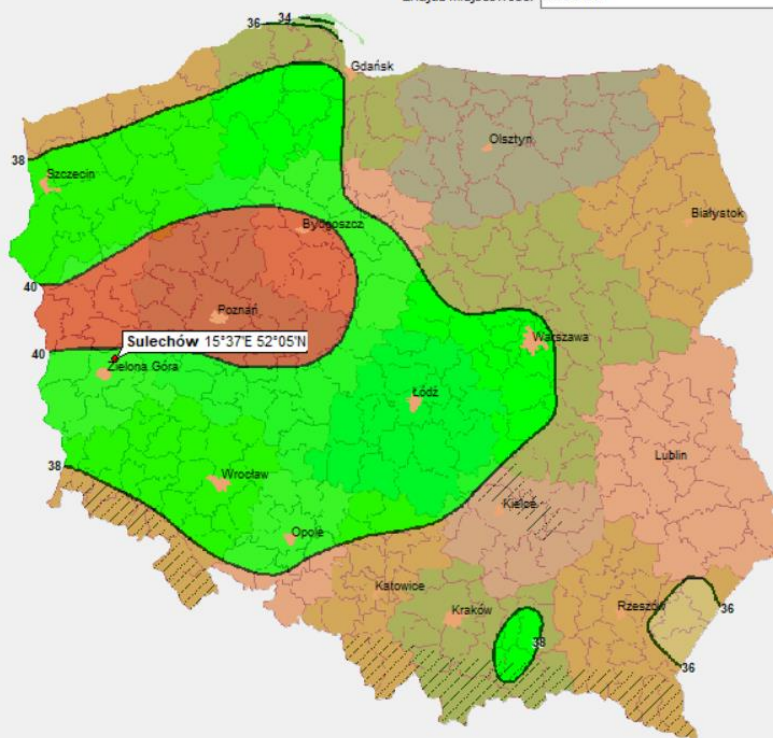 36 34
Gdańsk
Olsztyn
38
Szczecin
Białystok
Bydgoszcz
40
Poznań
Sulechów 15°37'E 52°05'N
Warszawa
40
Zielona Góra
Łódź
Lublin
38
Wrocław
Kielce
Opole
Katowice
Kraków
Rzeszów
36
38
36